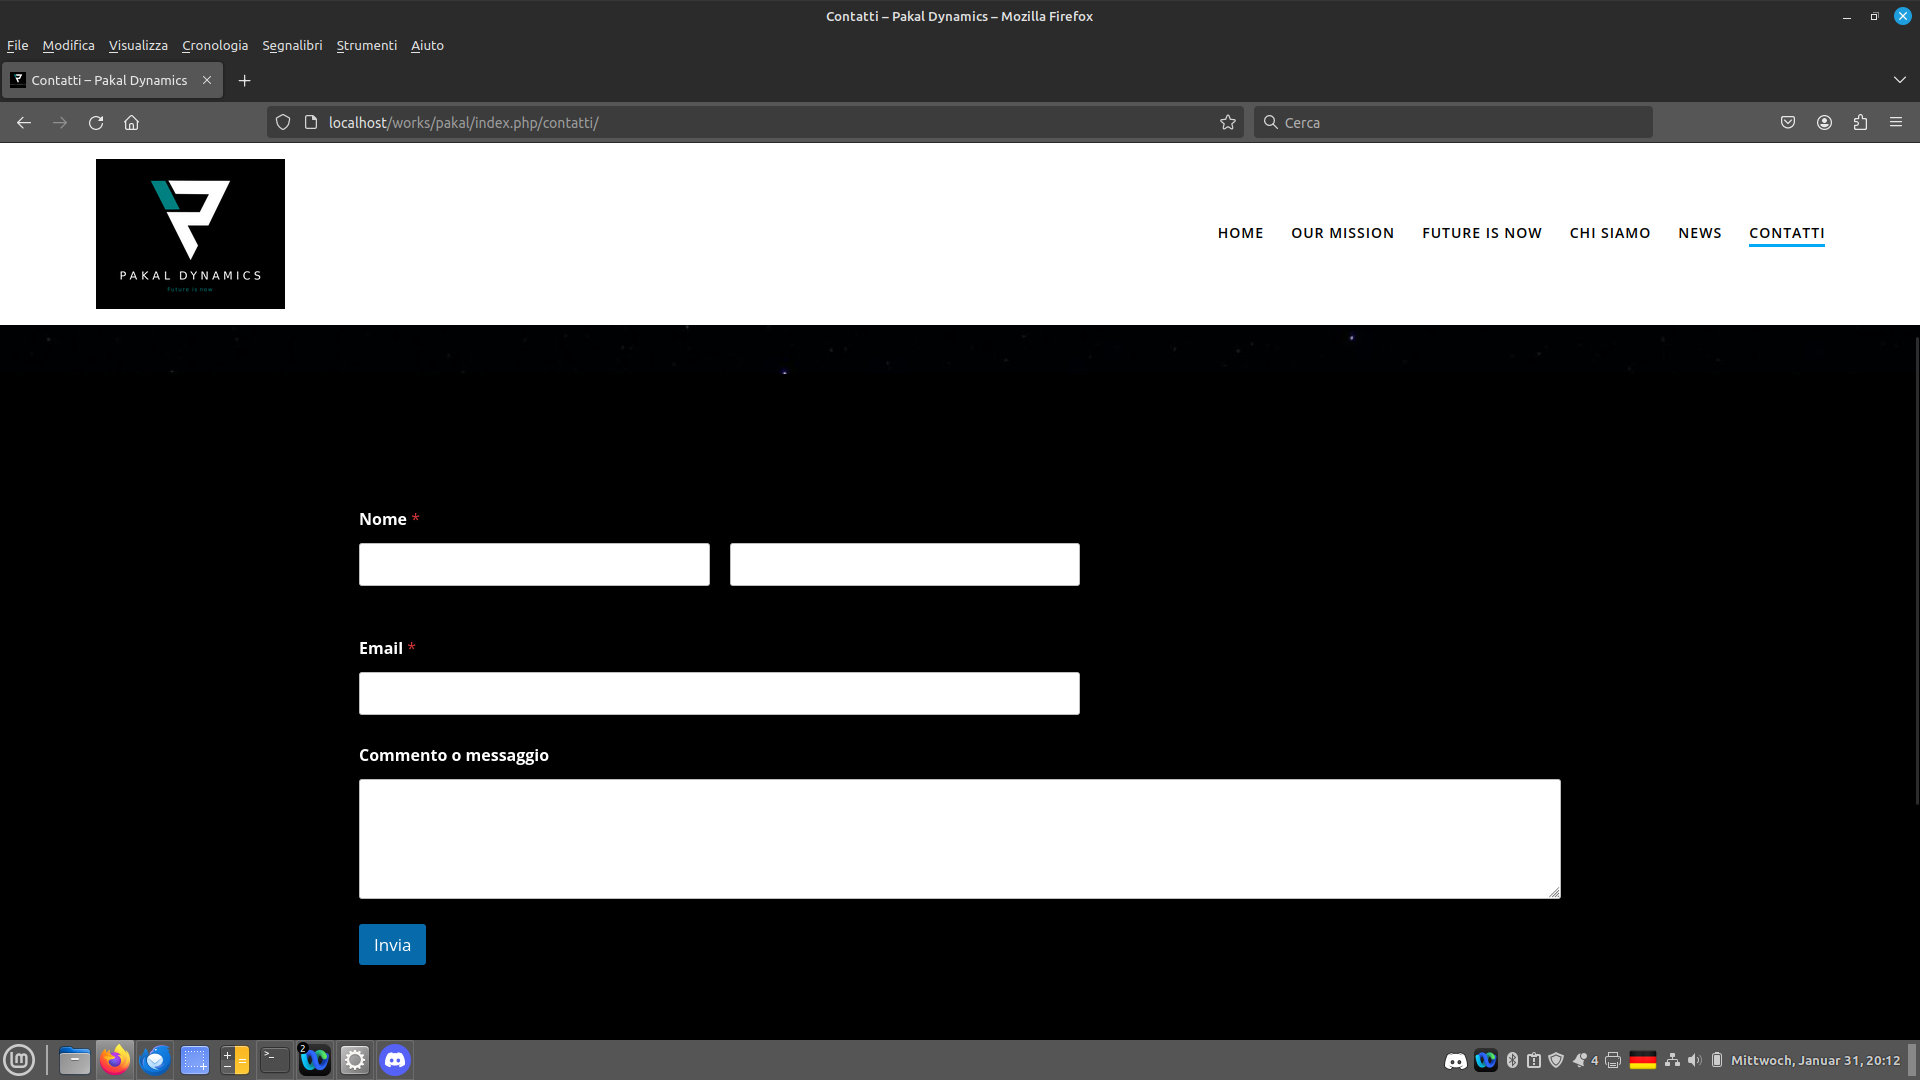 Contatti – Pakal Dynamics – Mozilla Firefox
File Modifica Visualizza Cronologia Segnalibri Strumenti Aiuto
Contatti – Pakal Dynamics
localhost/works/pakal/index.php/contatti/
Cerca
PAKAL DYNAMICS
Future is now
HOME OUR MISSION FUTURE IS NOW CHI SIAMO NEWS CONTATTI
Nome *
Email *
Commento o messaggio
Invia
2
4
Mittwoch, Januar 31, 20:12